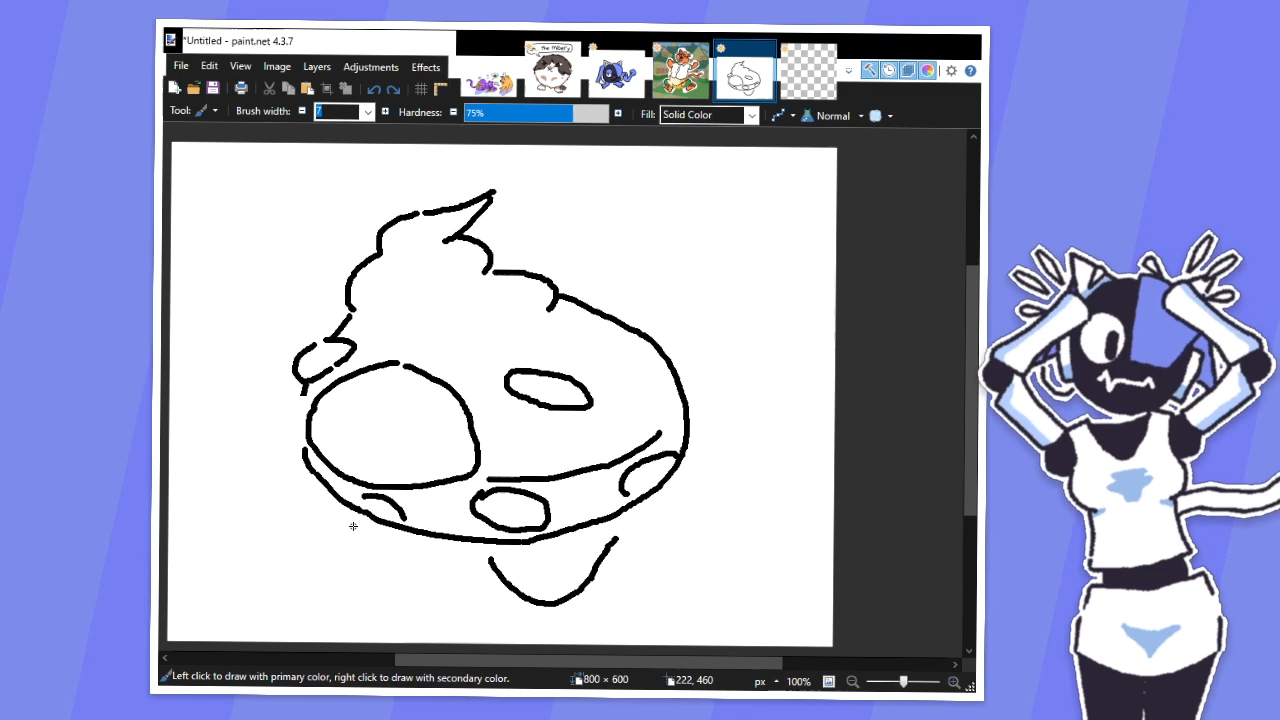 *Untitled - paint.net 4.3.7
File Edit View Image Layers Adjustments Effects
the misery
Tool: Brush width: 7 Hardness: 75% Fill: Solid Color Normal
Left click to draw with primary color, right click to draw with secondary color. 800 × 600 222, 460 px 100%